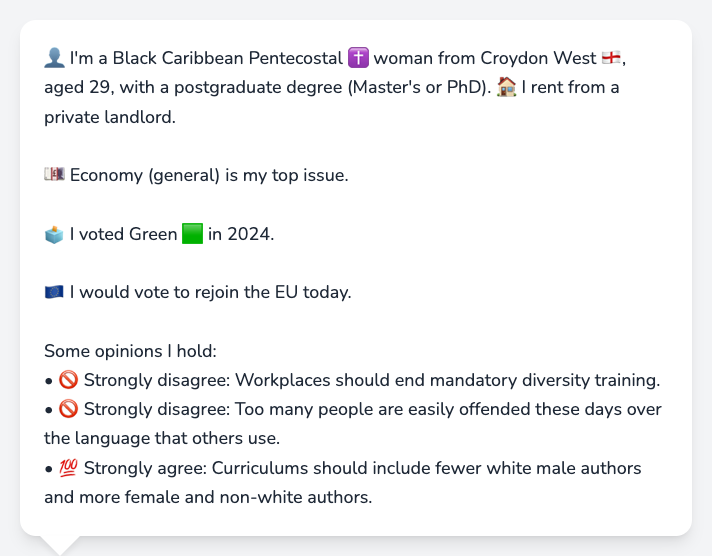 👤 I'm a Black Caribbean Pentecostal ✝️ woman from Croydon West 🏴󠁧󠁢󠁥󠁮󠁧󠁿,
aged 29, with a postgraduate degree (Master's or PhD). 🏠 I rent from a
private landlord.
💷 Economy (general) is my top issue.
🗳️ I voted Green 🟩 in 2024.
🇪🇺 I would vote to rejoin the EU today.
Some opinions I hold:
• 🚫 Strongly disagree: Workplaces should end mandatory diversity training.
• 🚫 Strongly disagree: Too many people are easily offended these days over
the language that others use.
• 💯 Strongly agree: Curriculums should include fewer white male authors
and more female and non-white authors.